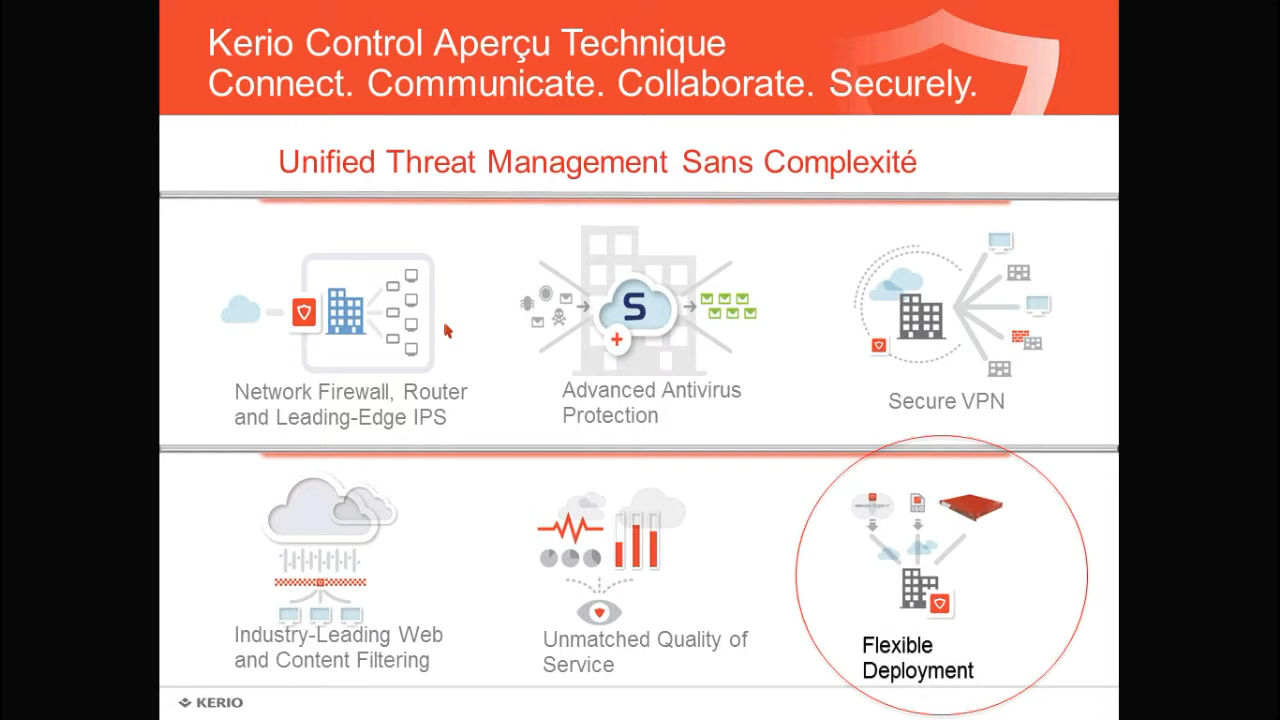 Kerio Control Aperçu Technique
Connect. Communicate. Collaborate. Securely.
Unified Threat Management Sans Complexité
S
Network Firewall, Router
and Leading-Edge IPS
Advanced Antivirus
Protection
Secure VPN
ISO
Industry-Leading Web
and Content Filtering
Unmatched Quality of
Service
Flexible
Deployment
KERIO